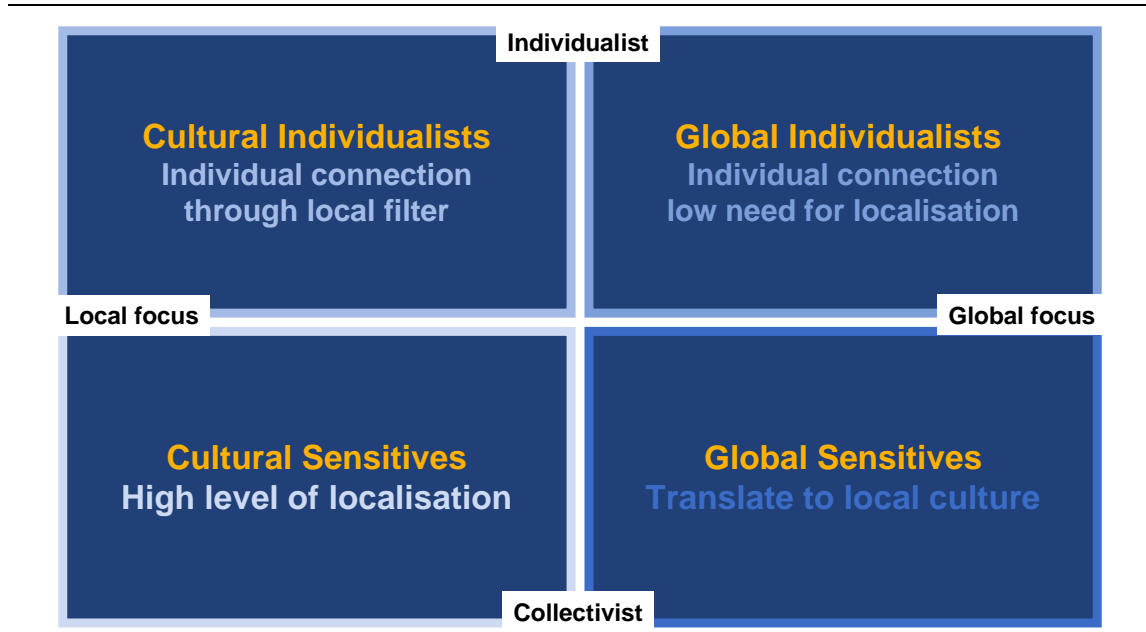 Individualist
Cultural Individualists
Individual connection
through local filter
Global Individualists
Individual connection
low need for localisation
Local focus
Global focus
Cultural Sensitives
High level of localisation
Global Sensitives
Translate to local culture
Collectivist